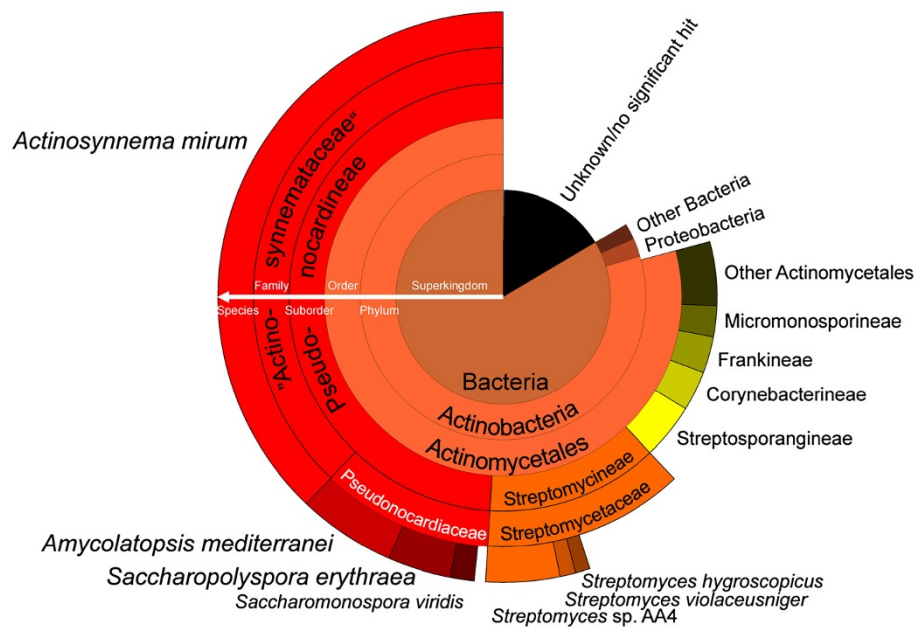 Actinosynnema mirum
"Actino-
synnemataceae"
Pseudo-
nocardineae
Unknown/no significant hit
Other Bacteria
Proteobacteria
Other Actinomycetales
Micromonosporineae
Frankineae
Corynebacterineae
Streptosporangineae
Family
Order
Superkingdom
Species
Suborder
Phylum
Bacteria
Actinobacteria
Actinomycetales
Streptomycineae
Streptomycetaceae
Pseudonocardiaceae
Amycolatopsis mediterranei
Saccharopolyspora erythraea
Saccharomonospora viridis
Streptomyces hygroscopicus
Streptomyces violaceusniger
Streptomyces sp. AA4